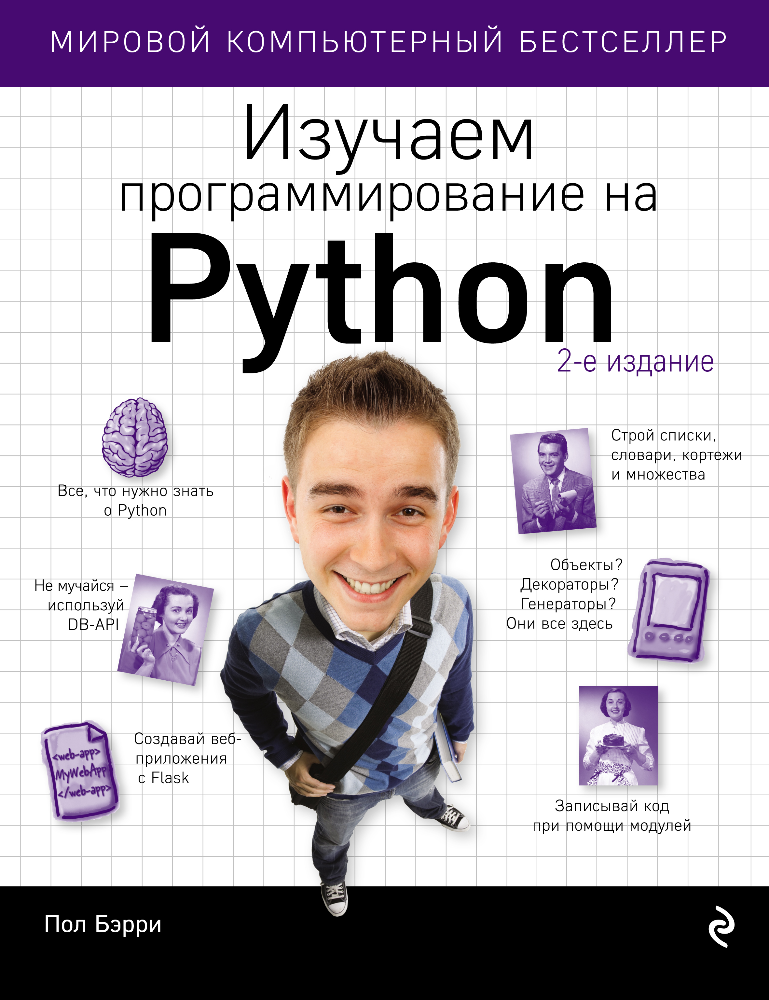 МИРОВОЙ КОМПЬЮТЕРНЫЙ БЕСТСЕЛЛЕР
Изучаем
программирование на
Python
2-е издание
Все, что нужно знать
о Python
Строй списки,
словари, кортежи
и множества
Не мучайся –
используй
DB-API
Объекты?
Декораторы?
Генераторы?
Они все здесь
<web-app>
MyWebApp
</web-app>
Создавай веб-
приложения
с Flask
Записывай код
при помощи модулей
Пол Бэрри